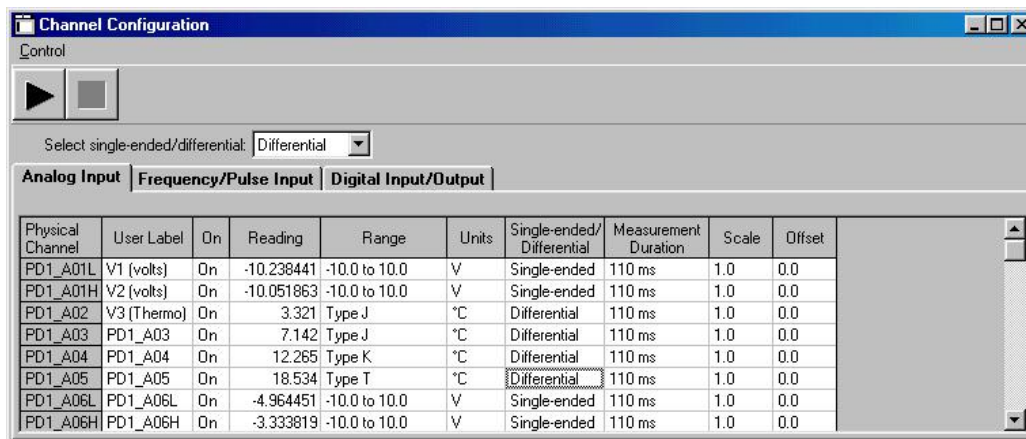 Channel Configuration
Control
Select single-ended/differential: Differential
Analog Input Frequency/Pulse Input Digital Input/Output
Physical Channel User Label On Reading Range Units Single-ended/ Differential Measurement Duration Scale Offset
PD1_A01L V1 (volts) On -10.238441 -10.0 to 10.0 V Single-ended 110 ms 1.0 0.0
PD1_A01H V2 (volts) On -10.051863 -10.0 to 10.0 V Single-ended 110 ms 1.0 0.0
PD1_A02 V3 (Thermo) On 3.321 Type J °C Differential 110 ms 1.0 0.0
PD1_A03 PD1_A03 On 7.142 Type J °C Differential 110 ms 1.0 0.0
PD1_A04 PD1_A04 On 12.265 Type K °C Differential 110 ms 1.0 0.0
PD1_A05 PD1_A05 On 18.534 Type T °C Differential 110 ms 1.0 0.0
PD1_A06L PD1_A06L On -4.964451 -10.0 to 10.0 V Single-ended 110 ms 1.0 0.0
PD1_A06H PD1_A06H On -3.333819 -10.0 to 10.0 V Single-ended 110 ms 1.0 0.0